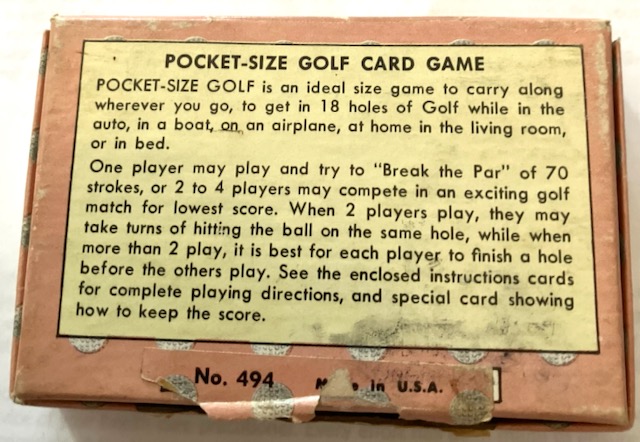 POCKET-SIZE GOLF CARD GAME
POCKET-SIZE GOLF is an ideal size game to carry along
wherever you go, to get in 18 holes of Golf while in the
auto, in a boat, on an airplane, at home in the living room,
or in bed.
One player may play and try to "Break the Par" of 70
strokes, or 2 to 4 players may compete in an exciting golf
match for lowest score. When 2 players play, they may
take turns of hitting the ball on the same hole, while when
more than 2 play, it is best for each player to finish a hole
before the others play. See the enclosed instructions cards
for complete playing directions, and special card showing
how to keep the score.
No. 494 in U.S.A.